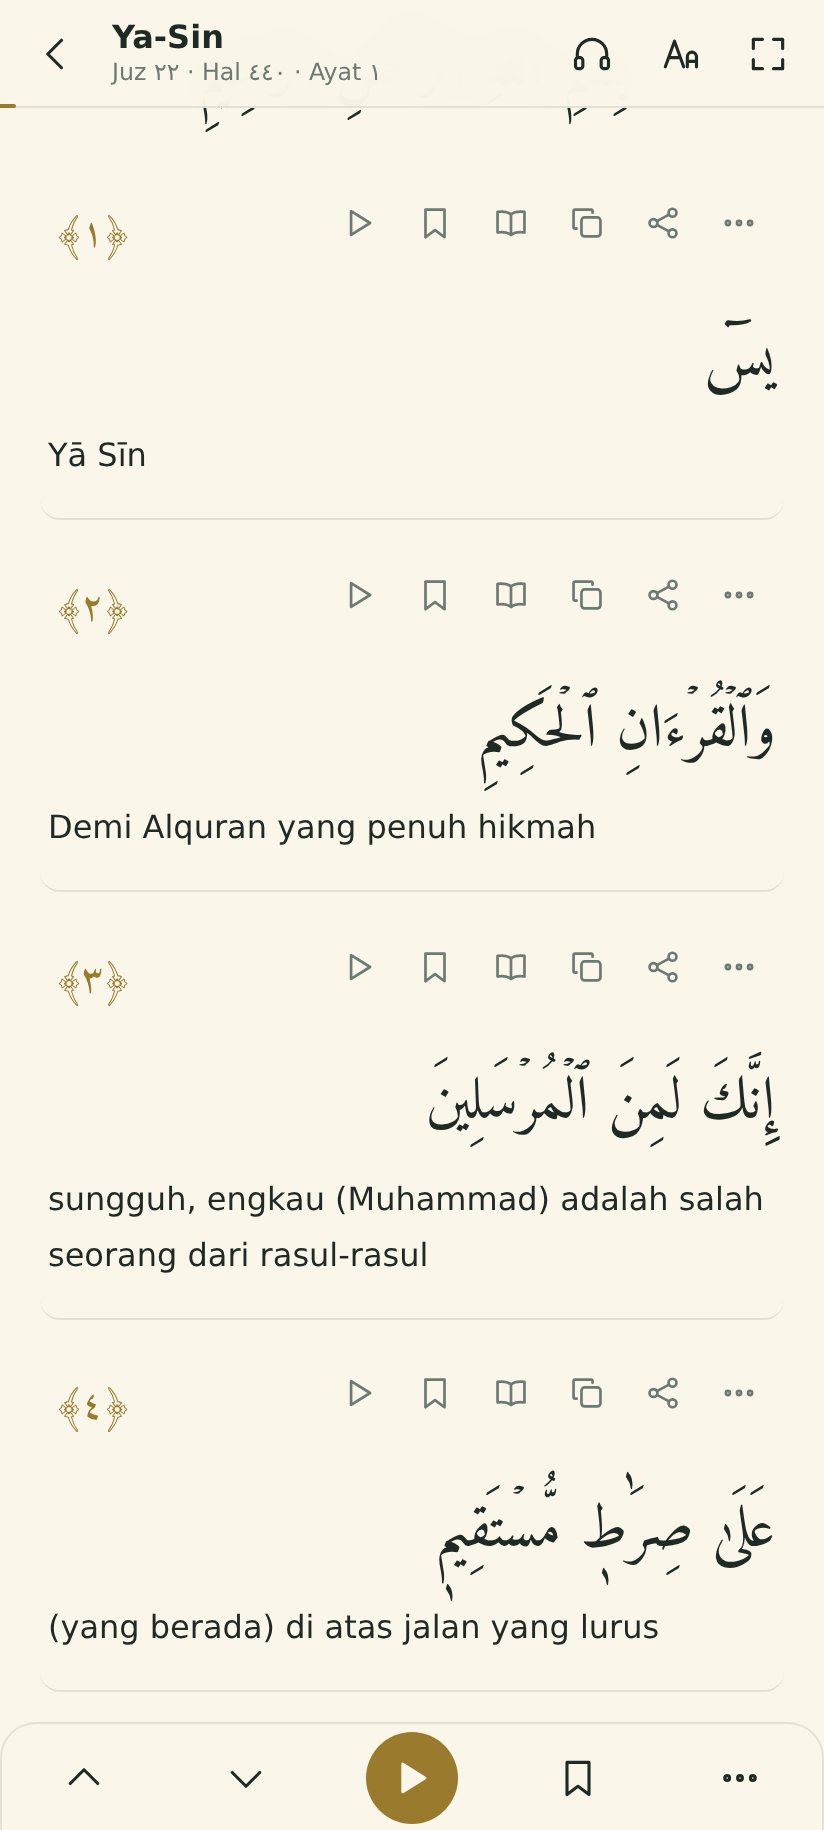 Ya-Sin
Juz ٢٢ · Hal ٤٤٠ · Ayat ١
﴿١﴾
يسٓ
Yā Sīn
﴿٢﴾
وَٱلْقُرْءَانِ ٱلْحَكِيمِ
Demi Alquran yang penuh hikmah
﴿٣﴾
إِنَّكَ لَمِنَ ٱلْمُرْسَلِينَ
sungguh, engkau (Muhammad) adalah salah
seorang dari rasul-rasul
﴿٤﴾
عَلَىٰ صِرَٰطٍ مُّسْتَقِيمٍ
(yang berada) di atas jalan yang lurus